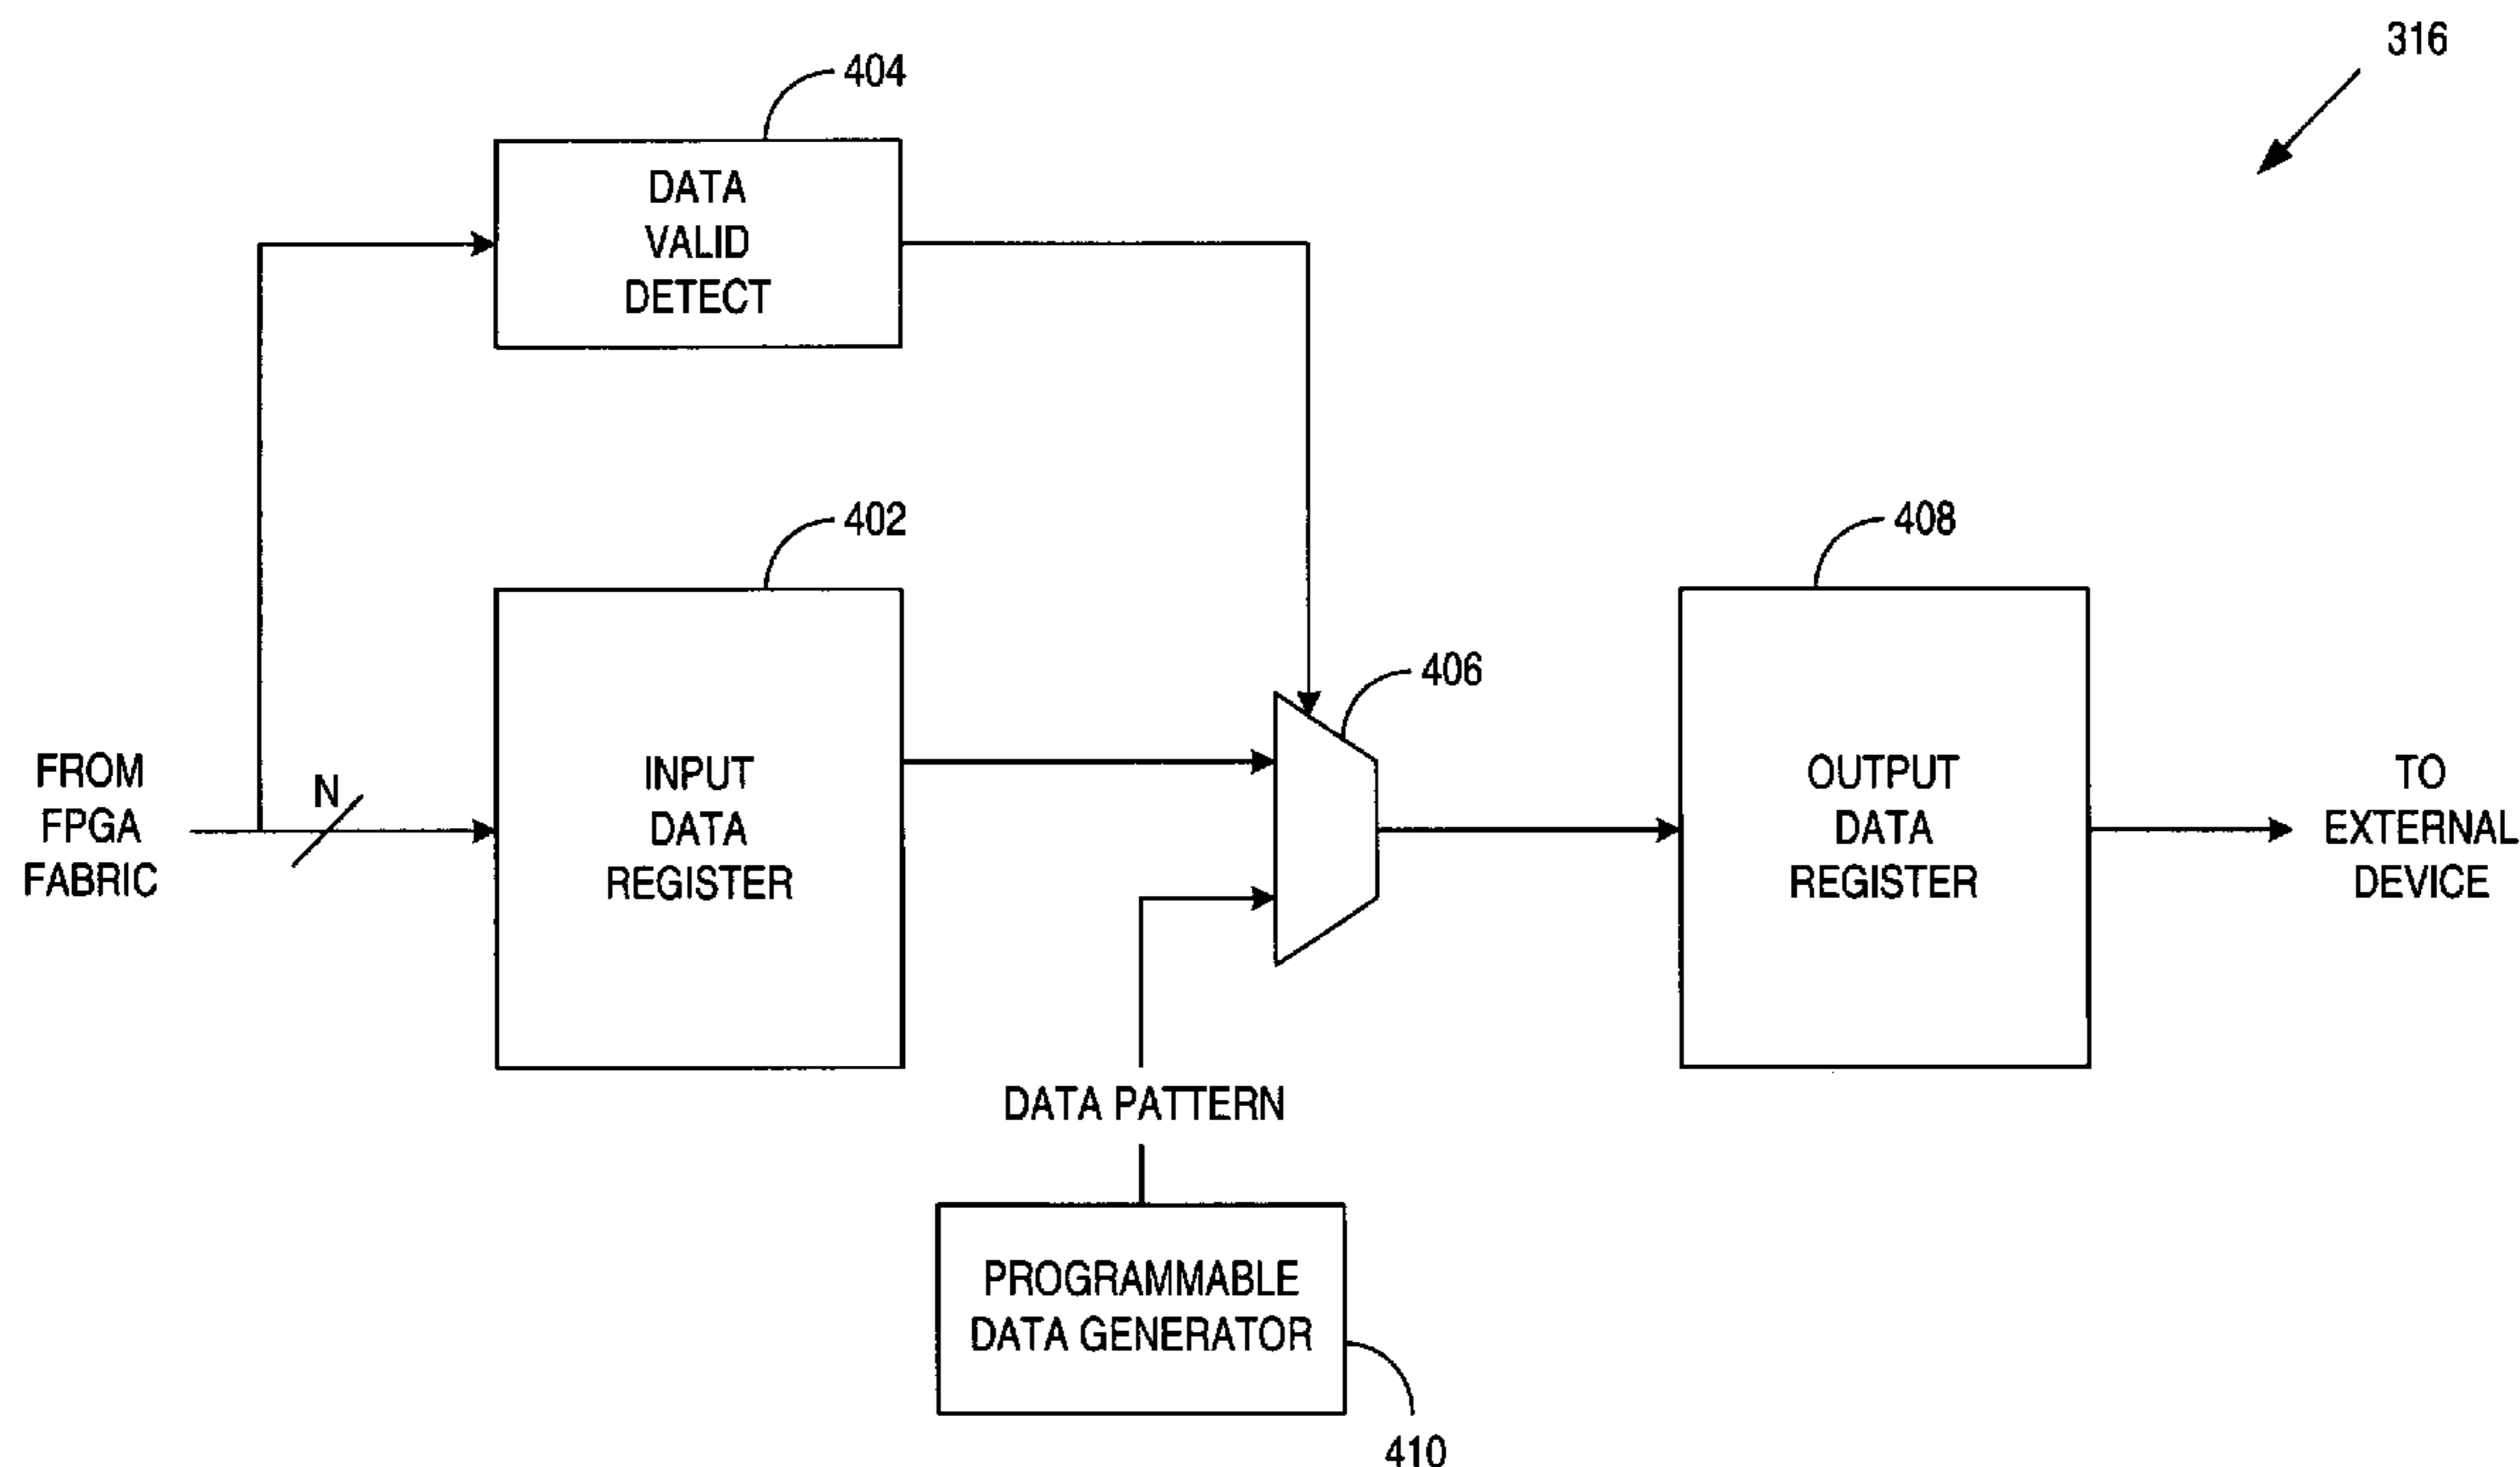 316
404
DATA
VALID
DETECT
402
408
406
FROM
FPGA
FABRIC
N
INPUT
DATA
REGISTER
OUTPUT
DATA
REGISTER
TO
EXTERNAL
DEVICE
DATA PATTERN
PROGRAMMABLE
DATA GENERATOR
410